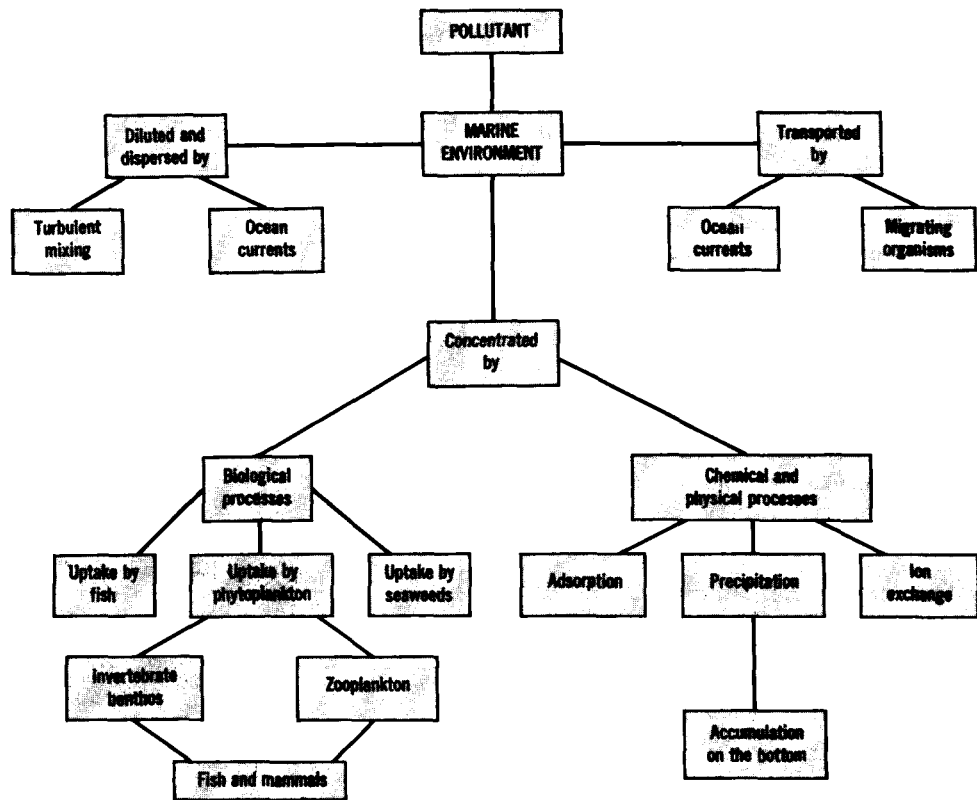 POLLUTANT
Diluted and
dispersed by
MARINE
ENVIRONMENT
Transported
by
Turbulent
mixing
Ocean
currents
Ocean
currents
Migrating
organisms
Concentrated
by
Biological
processes
Chemical and
physical processes
Uptake by
fish
Uptake by
phytoplankton
Uptake by
seaweeds
Adsorption
Precipitation
Ion
exchange
Invertebrate
benthos
Zooplankton
Accumulation
on the bottom
Fish and mammals